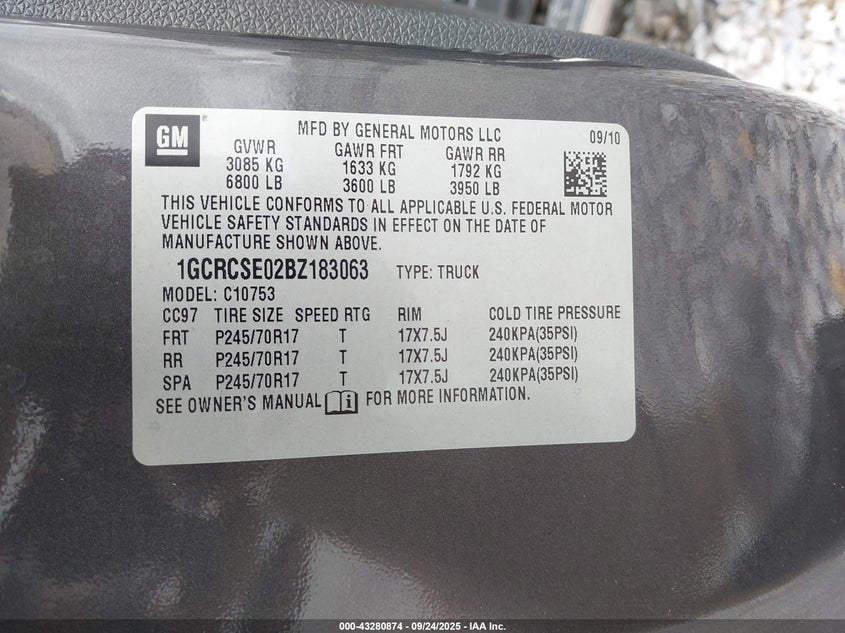 GM ®
MFD BY GENERAL MOTORS LLC 09/10
GVWR GAWR FRT GAWR RR
3085 KG 1633 KG 1792 KG
6800 LB 3600 LB 3950 LB
THIS VEHICLE CONFORMS TO ALL APPLICABLE U.S. FEDERAL MOTOR
VEHICLE SAFETY STANDARDS IN EFFECT ON THE DATE OF
MANUFACTURE SHOWN ABOVE.
1GCRCSE02BZ183063 TYPE: TRUCK
MODEL: C10753
CC97 TIRE SIZE SPEED RTG RIM COLD TIRE PRESSURE
FRT P245/70R17 T 17X7.5J 240KPA(35PSI)
RR P245/70R17 T 17X7.5J 240KPA(35PSI)
SPA P245/70R17 T 17X7.5J 240KPA(35PSI)
SEE OWNER'S MANUAL i FOR MORE INFORMATION.
000-43280874 - 09/24/2025 - IAA Inc.